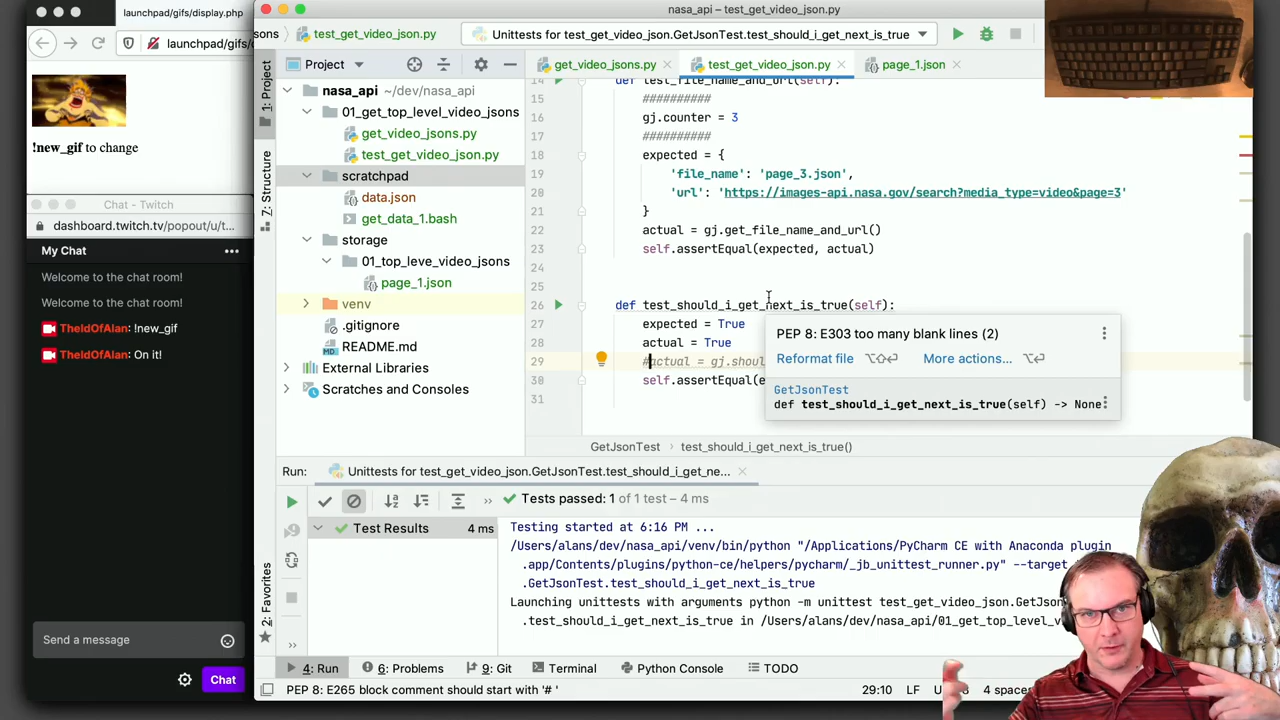 launchpad/gifs/display.php
launchpad/gifs/
!new_gif to change
Chat - Twitch
dashboard.twitch.tv/popout/u/t...
My Chat
Welcome to the chat room!
Welcome to the chat room!
TheIdOfAlan: !new_gif
TheIdOfAlan: On it!
Send a message
Chat
nasa_api – test_get_video_json.py
sons
test_get_video_json.py
Unittests for test_get_video_json.GetJsonTest.test_should_i_get_next_is_true
Project
get_video_jsons.py
test_get_video_json.py
page_1.json
1: Project
7: Structure
2: Favorites
nasa_api ~/dev/nasa_api
01_get_top_level_video_jsons
get_video_jsons.py
test_get_video_json.py
scratchpad
data.json
get_data_1.bash
storage
01_top_leve_video_jsons
page_1.json
venv
.gitignore
README.md
External Libraries
Scratches and Consoles
14 def test_file_name_and_url(self):
15 ##########
16 gj.counter = 3
17 ##########
18 expected = {
19 'file_name': 'page_3.json',
20 'url': 'https://images-api.nasa.gov/search?media_type=video&page=3'
21 }
22 actual = gj.get_file_name_and_url()
23 self.assertEqual(expected, actual)
24
25
26 def test_should_i_get_next_is_true(self):
27 expected = True
28 actual = True
29 #actual = gj.shoul
30 self.assertEqual(e
31
PEP 8: E303 too many blank lines (2)
Reformat file ⌥⇧⏎ More actions... ⌥⏎
GetJsonTest
def test_should_i_get_next_is_true(self) -> None
GetJsonTest test_should_i_get_next_is_true()
Run: Unittests for test_get_video_json.GetJsonTest.test_should_i_get_ne...
Tests passed: 1 of 1 test – 4 ms
Test Results 4 ms
Testing started at 6:16 PM ...
/Users/alans/dev/nasa_api/venv/bin/python "/Applications/PyCharm CE with Anaconda plugin
.app/Contents/plugins/python-ce/helpers/pycharm/_jb_unittest_runner.py" --target
.GetJsonTest.test_should_i_get_next_is_true
Launching unittests with arguments python -m unittest test_get_video_json.GetJson
.test_should_i_get_next_is_true in /Users/alans/dev/nasa_api/01_get_top_level_v
4: Run
6: Problems
9: Git
Terminal
Python Console
TODO
PEP 8: E265 block comment should start with '# '
29:10 LF U 4 spaces